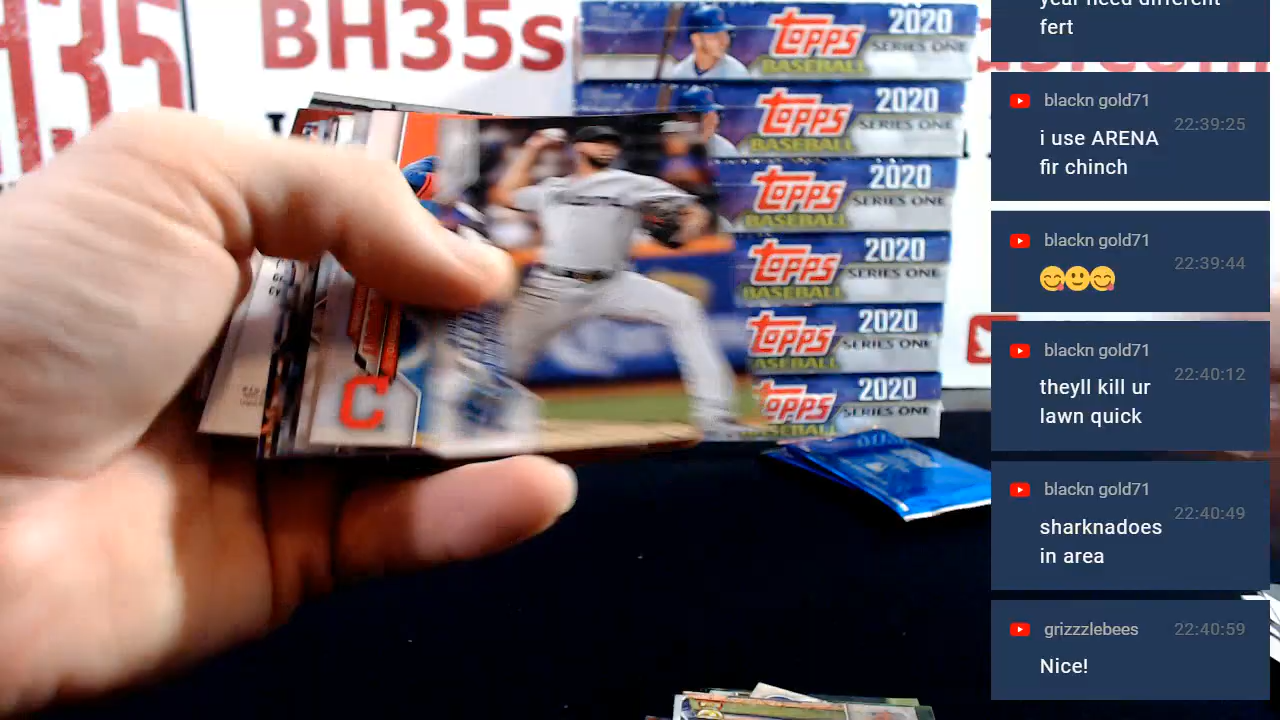 H35
BH35s
TOPPS
BASEBALL
2020
SERIES ONE
TOPPS
BASEBALL
2020
SERIES ONE
TOPPS
BASEBALL
2020
SERIES ONE
TOPPS
BASEBALL
2020
SERIES ONE
TOPPS
BASEBALL
2020
SERIES ONE
TOPPS
BASEBALL
2020
SERIES ONE
C
fert
blackn gold71
22:39:25
i use ARENA
fir chinch
blackn gold71
22:39:44
😋🙂😋
blackn gold71
22:40:12
theyll kill ur
lawn quick
blackn gold71
22:40:49
sharknadoes
in area
grizzzlebees
22:40:59
Nice!